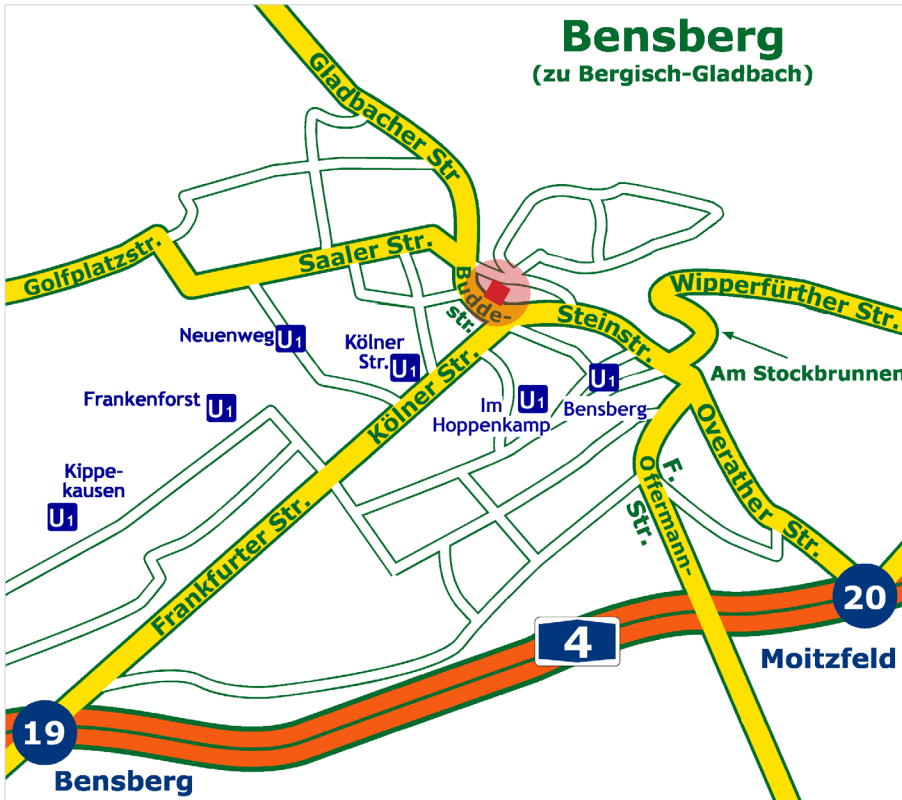 Bensberg
(zu Bergisch-Gladbach)
Gladbacher Str
Golfplatzstr.
Saaler Str.
Budde-
str.
Steinstr.
Wipperfürther Str.
Am Stockbrunnen
Neuenweg U1
Kölner
Str. U1
Kölner Str.
Frankenforst U1
Im
Hoppenkamp
U1
U1
Bensberg
Overather Str.
Kippe-
kausen
U1
F.
Offermann-
Str.
Frankfurter Str.
4
20
Moitzfeld
19
Bensberg